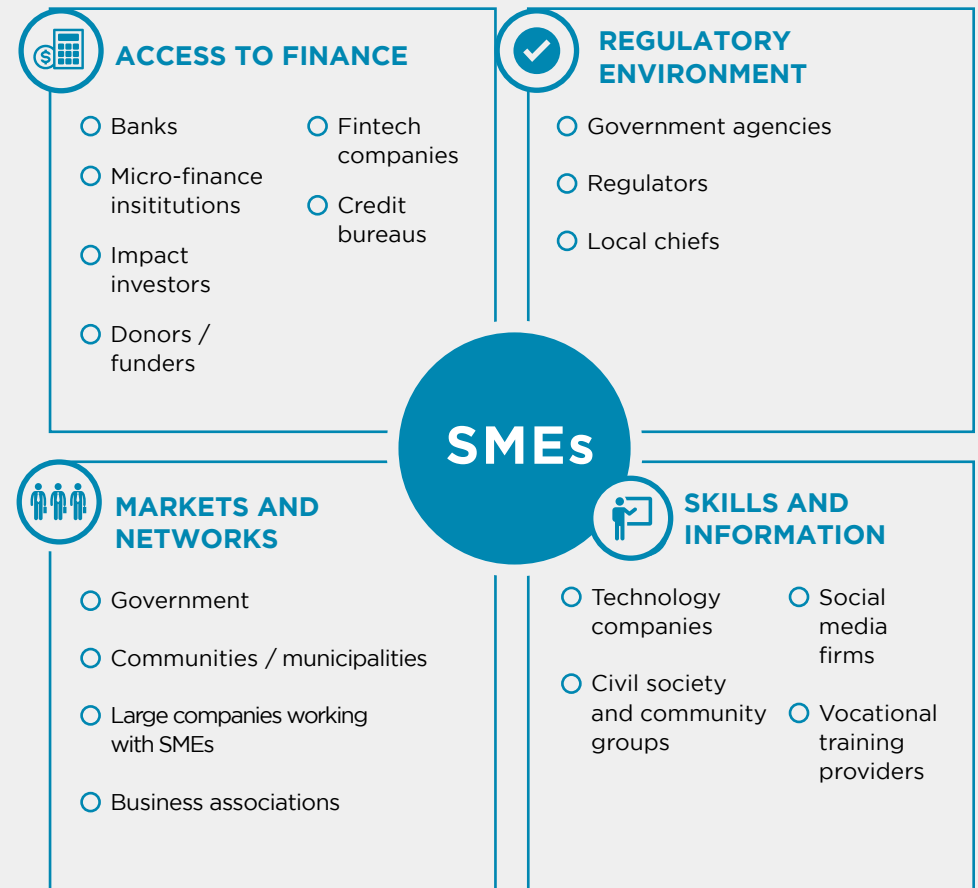 ACCESS TO FINANCE
Banks
Micro-finance
insititutions
Impact
investors
Donors /
funders
Fintech
companies
Credit
bureaus
REGULATORY
ENVIRONMENT
Government agencies
Regulators
Local chiefs
SMEs
MARKETS AND
NETWORKS
Government
Communities / municipalities
Large companies working
with SMEs
Business associations
SKILLS AND
INFORMATION
Technology
companies
Civil society
and community
groups
Social
media
firms
Vocational
training
providers
$